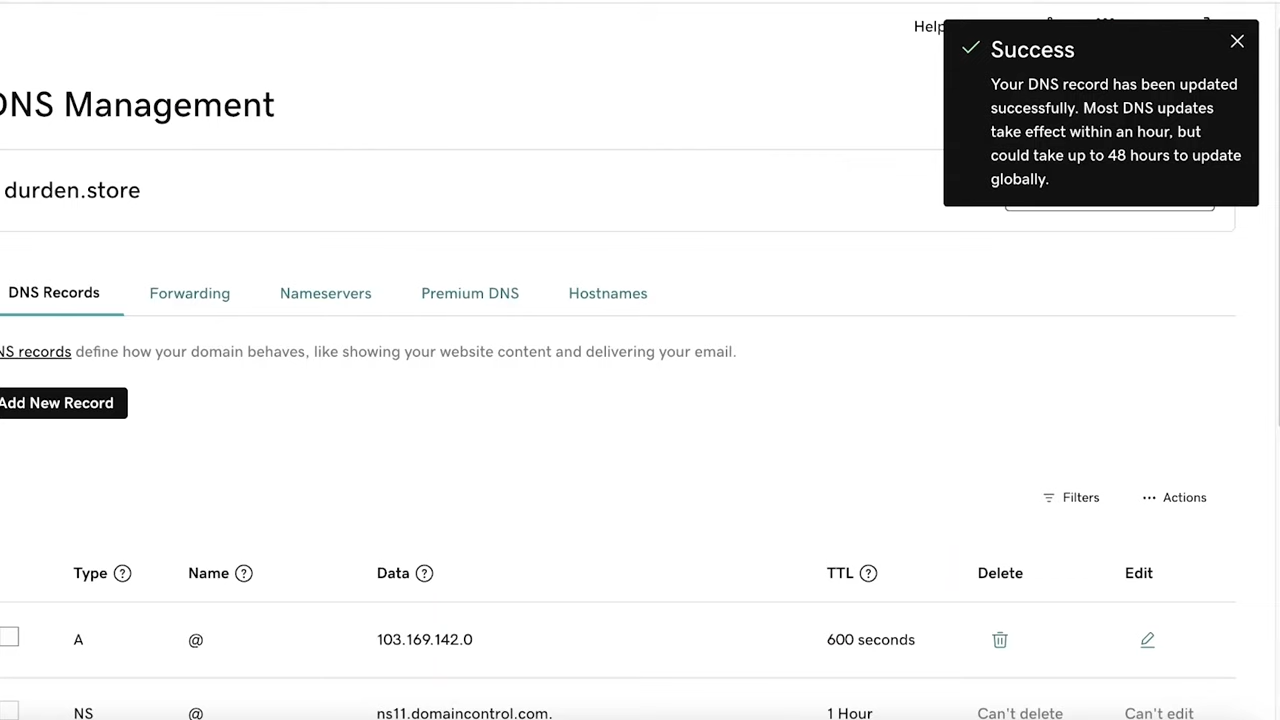 Help
Success
Your DNS record has been updated
successfully. Most DNS updates
take effect within an hour, but
could take up to 48 hours to update
globally.
DNS Management
durden.store
DNS Records
Forwarding
Nameservers
Premium DNS
Hostnames
NS records define how your domain behaves, like showing your website content and delivering your email.
Add New Record
Filters
Actions
Type Name Data TTL Delete Edit
A @ 103.169.142.0 600 seconds
NS @ ns11.domaincontrol.com. 1 Hour Can't delete Can't edit